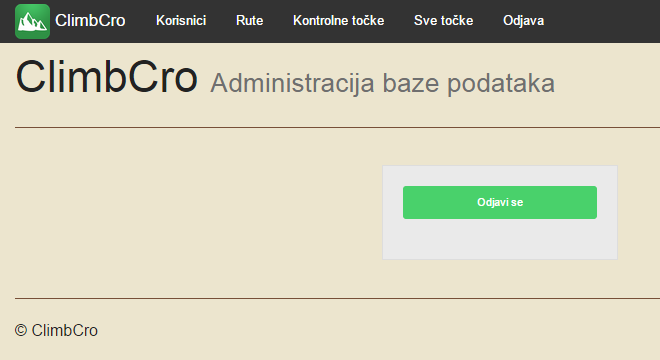 ClimbCro Korisnici Rute Kontrolne točke Sve točke Odjava
ClimbCro Administracija baze podataka
Odjavi se
© ClimbCro